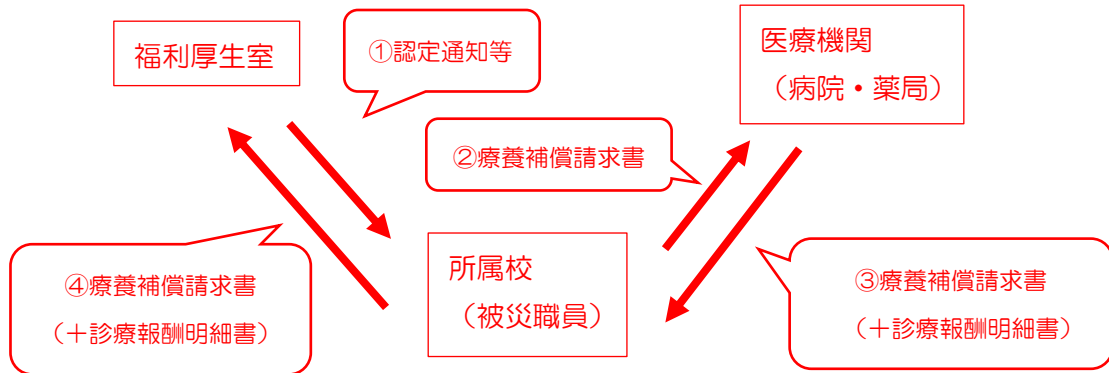 福利厚生室
①認定通知等
医療機関
（病院・薬局）
②療養補償請求書
所属校
（被災職員）
④療養補償請求書
（＋診療報酬明細書）
③療養補償請求書
（＋診療報酬明細書）